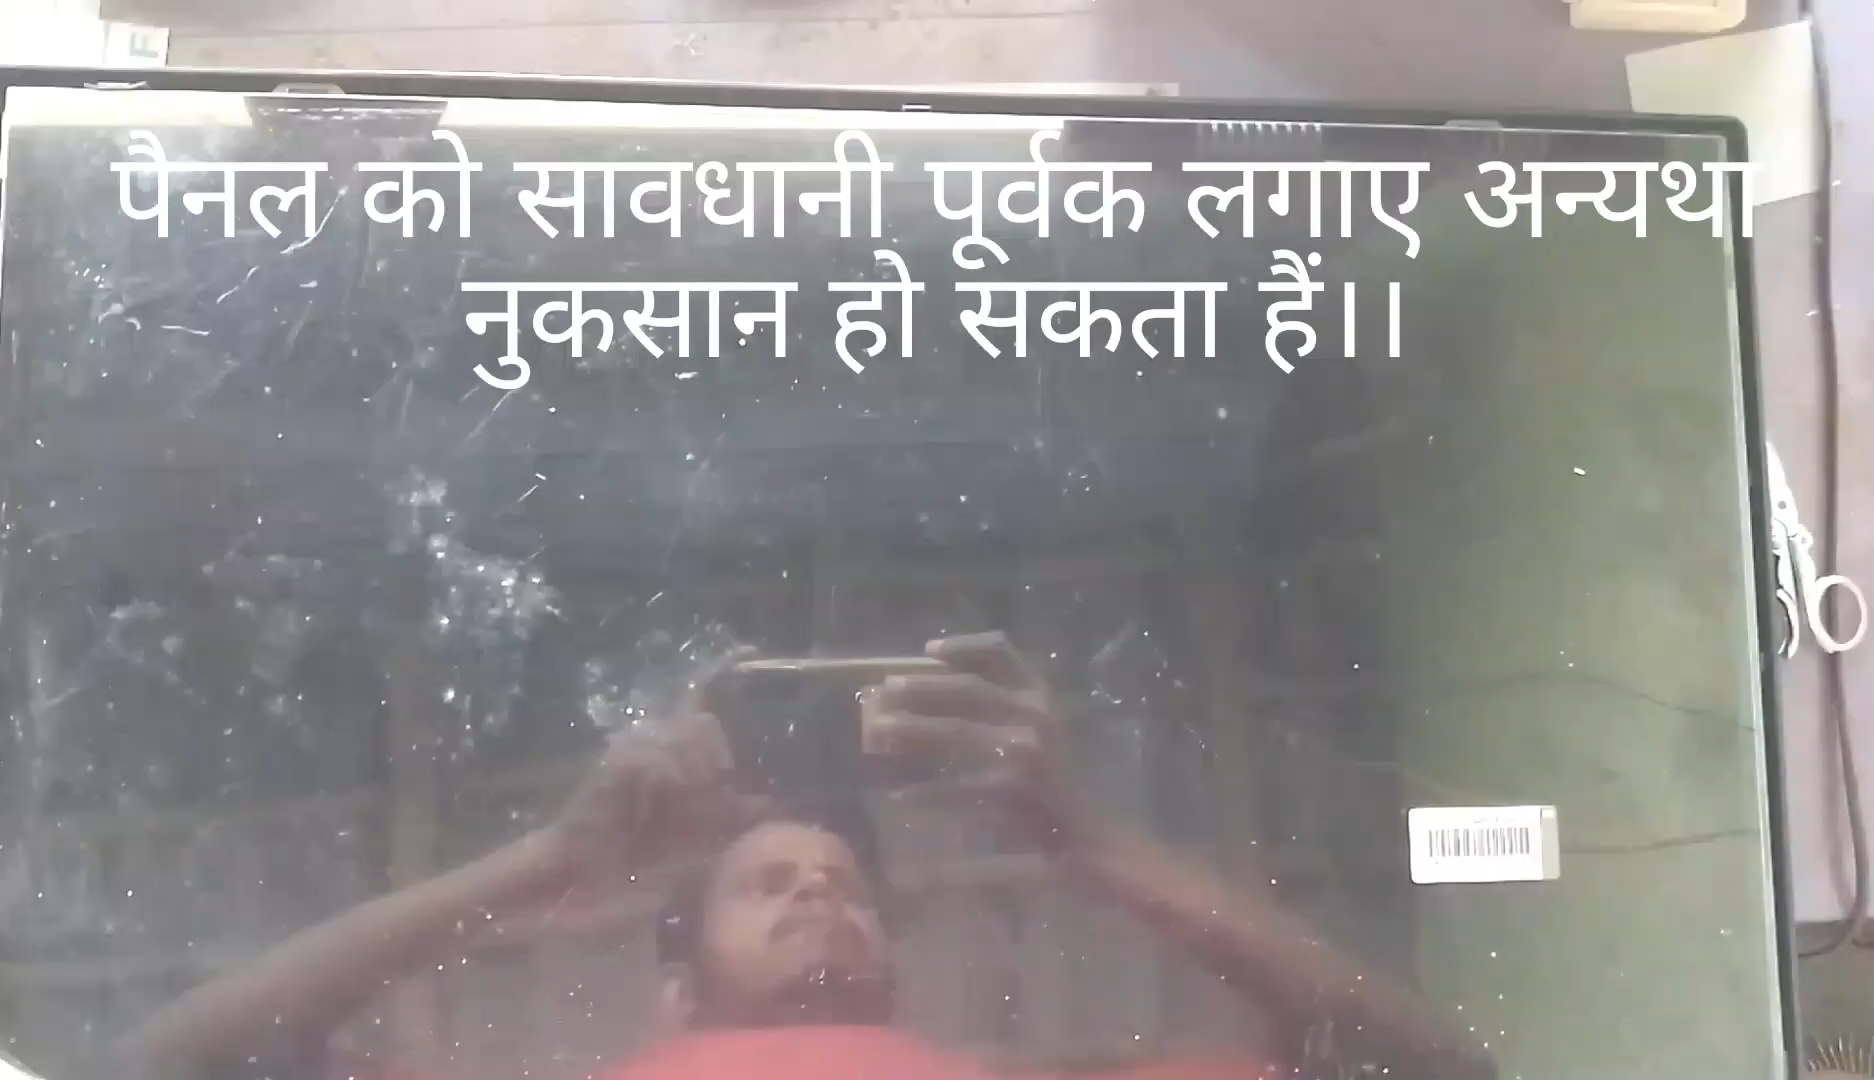 F
पैनल को सावधानी पूर्वक लगाए अन्यथा
नुकसान हो सकता हैं।।